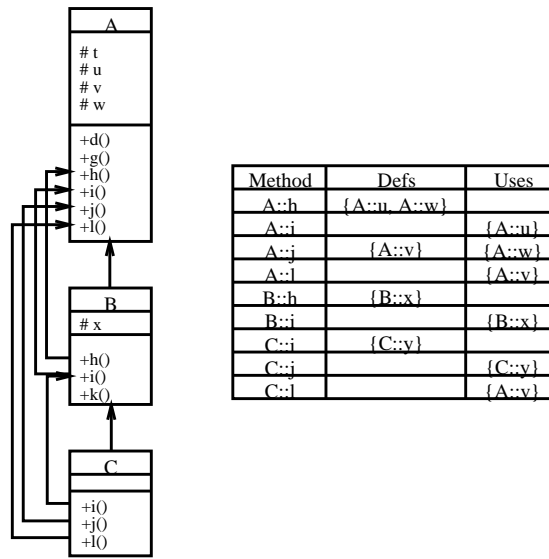 A
# t
# u
# v
# w
+d()
+g()
+h()
+i()
+j()
+l()
B
# x
+h()
+i()
+k()
C
+i()
+j()
+l()
Method Defs Uses
A::h {A::u, A::w}
A::i {A::u}
A::j {A::v} {A::w}
A::l {A::v}
B::h {B::x}
B::i {B::x}
C::i {C::y}
C::j {C::y}
C::l {A::v}